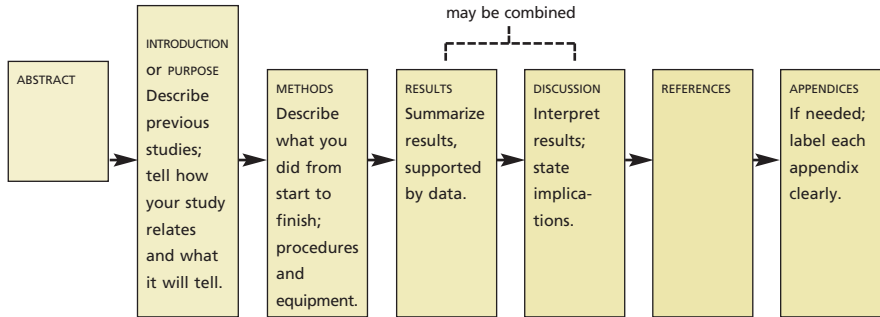 may be combined
ABSTRACT
INTRODUCTION
or PURPOSE
Describe
previous
studies;
tell how
your study
relates
and what
it will tell.
METHODS
Describe
what you
did from
start to
finish;
procedures
and
equipment.
RESULTS
Summarize
results,
supported
by data.
DISCUSSION
Interpret
results;
state
implica-
tions.
REFERENCES
APPENDICES
If needed;
label each
appendix
clearly.